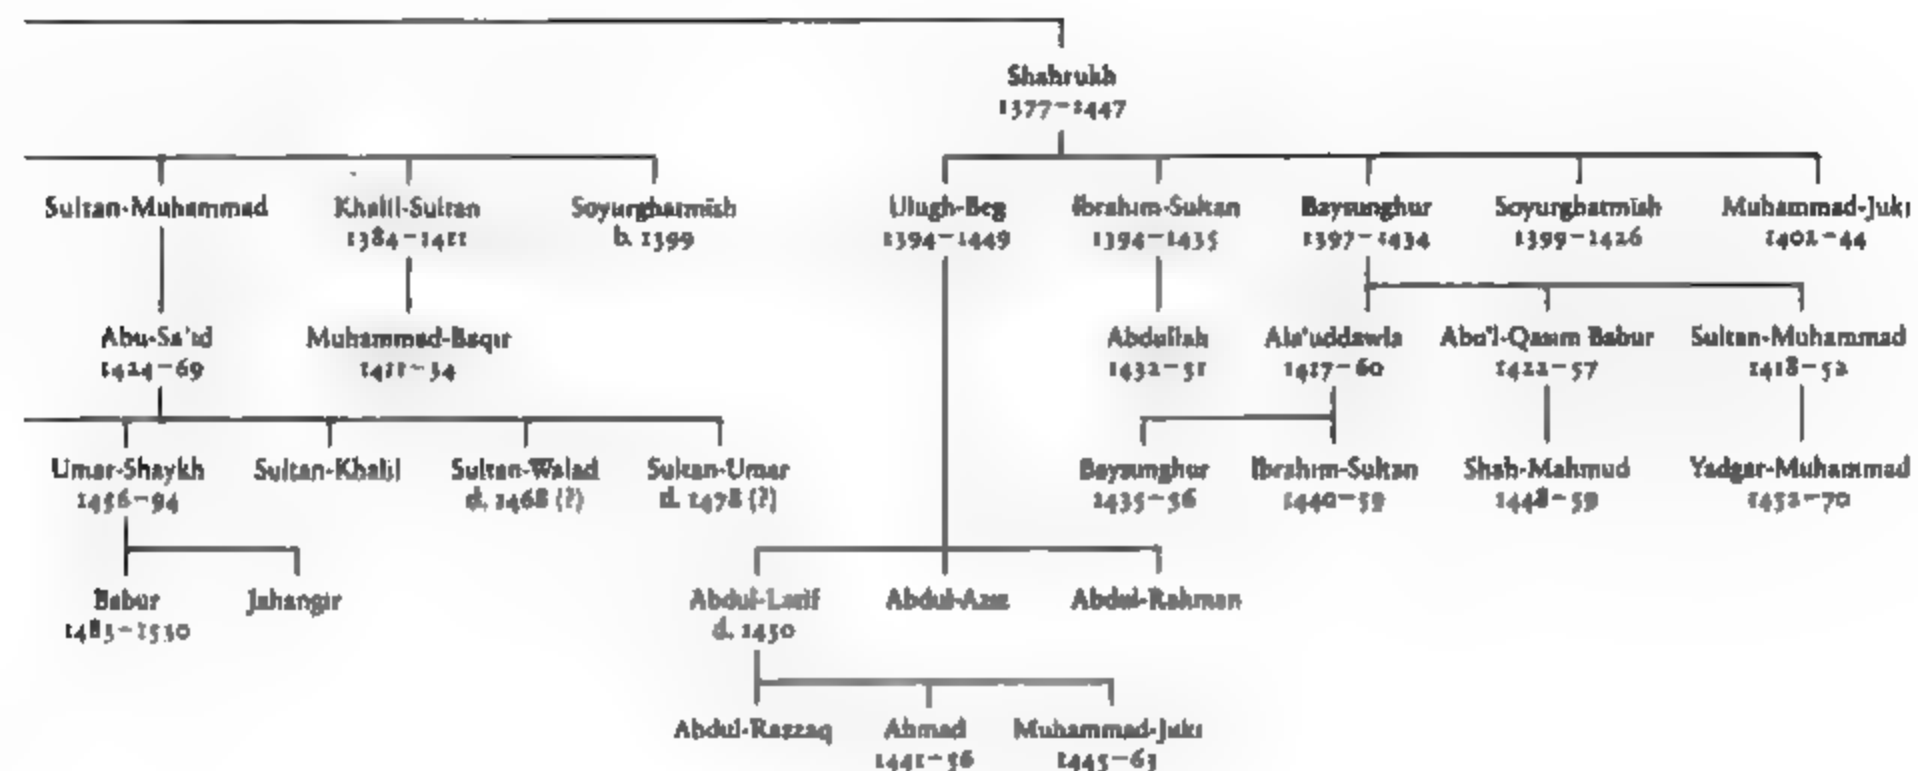 Shahrukh
1377–1447
Sultan-Muhammad Khalil-Sultan Soyurghatmish Ulugh-Beg Ibrahim-Sultan Baysunghur Soyurghatmish Muhammad-Juki
1384–1411 b. 1399 1394–1449 1394–1435 1397–1434 1399–1426 1402–44
Abu-Sa'id Muhammad-Baqir Abdullah Ala'uddawla Abu'l-Qasim Babur Sultan-Muhammad
1424–69 1411–34 1432–51 1417–60 1422–57 1418–52
Umar-Shaykh Sultan-Khalil Sultan-Walad Sultan-Umar Baysunghur Ibrahim-Sultan Shah-Mahmud Yadgar-Muhammad
1456–94 d. 1468 (?) d. 1478 (?) 1435–56 1440–59 1448–59 1452–70
Babur Jahangir Abdul-Latif Abdul-Aziz Abdul-Rahman
1483–1530 d. 1450
Abdul-Razzaq Ahmad Muhammad-Juki
1441–56 1445–63